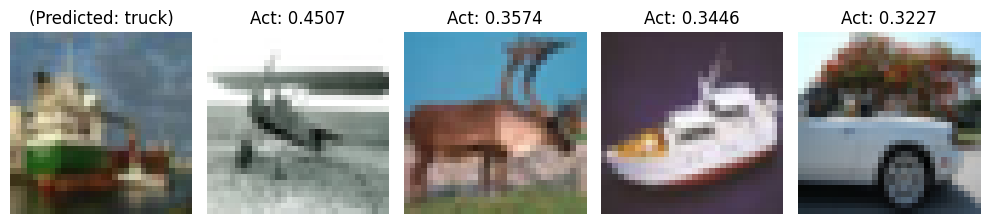 (Predicted: truck)
Act: 0.4507
Act: 0.3574
Act: 0.3446
Act: 0.3227